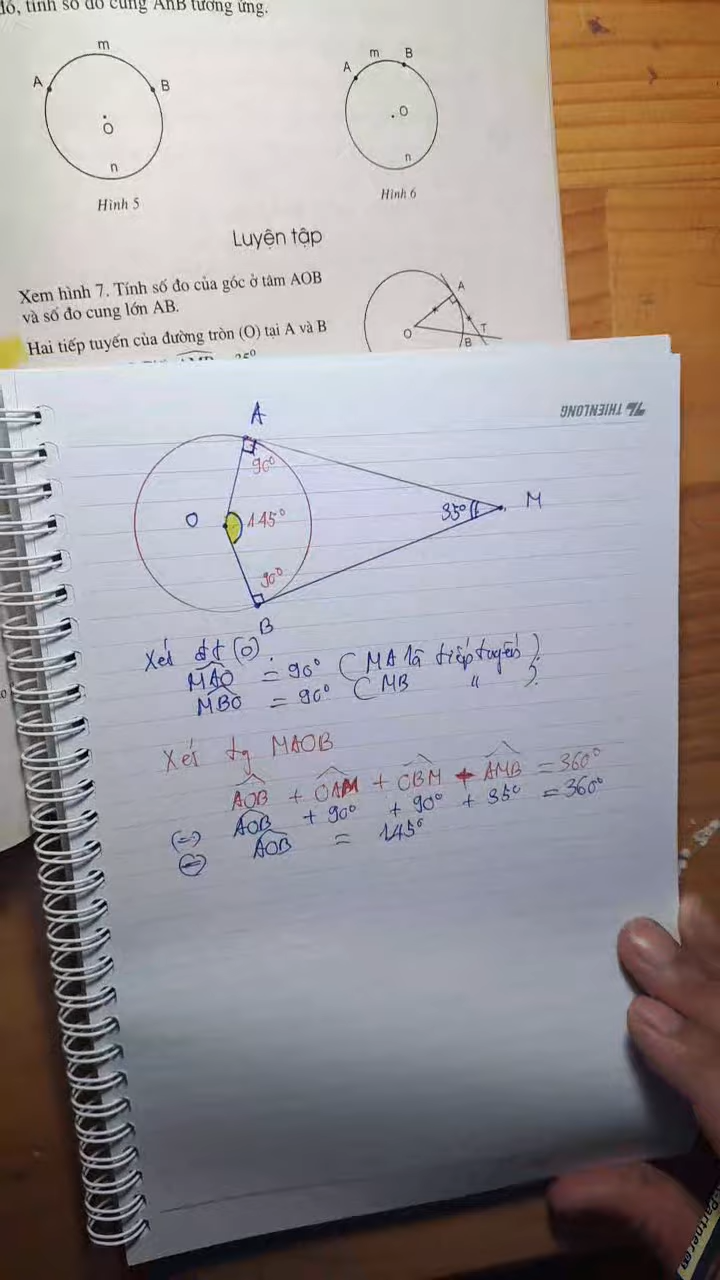 đó, tính số đo cung AnB tương ứng.
m
A
B
O
n
Hình 5
m
B
A
O
n
Hình 6
Luyện tập
Xem hình 7. Tính số đo của góc ở tâm AOB
và số đo cung lớn AB.
Hai tiếp tuyến của đường tròn (O) tại A và B
A
O
B
T
THIENLONG
A
90°
O
145°
35°
M
90°
B
Xét đt (O):
MAO = 90° (MA là tiếp tuyến)
MBO = 90° (MB " ).
Xét tg MAOB
AOB + OAM + OBM + AMB = 360°
(=) AOB + 90° + 90° + 35° = 360°
(=) AOB = 145°
Partner